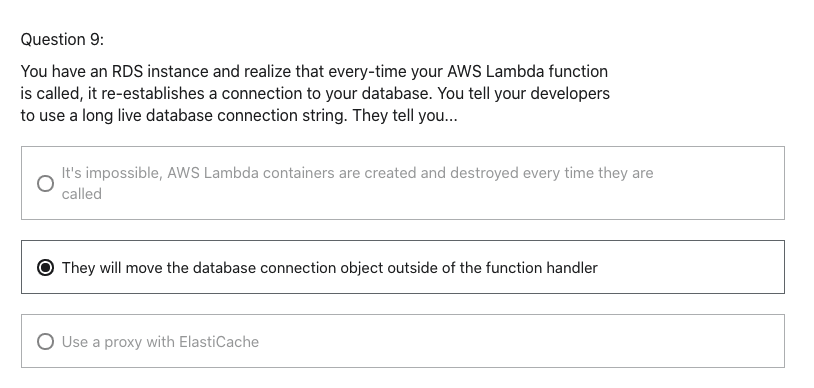 Question 9:
You have an RDS instance and realize that every-time your AWS Lambda function
is called, it re-establishes a connection to your database. You tell your developers
to use a long live database connection string. They tell you...
It's impossible, AWS Lambda containers are created and destroyed every time they are
called
They will move the database connection object outside of the function handler
Use a proxy with ElastiCache